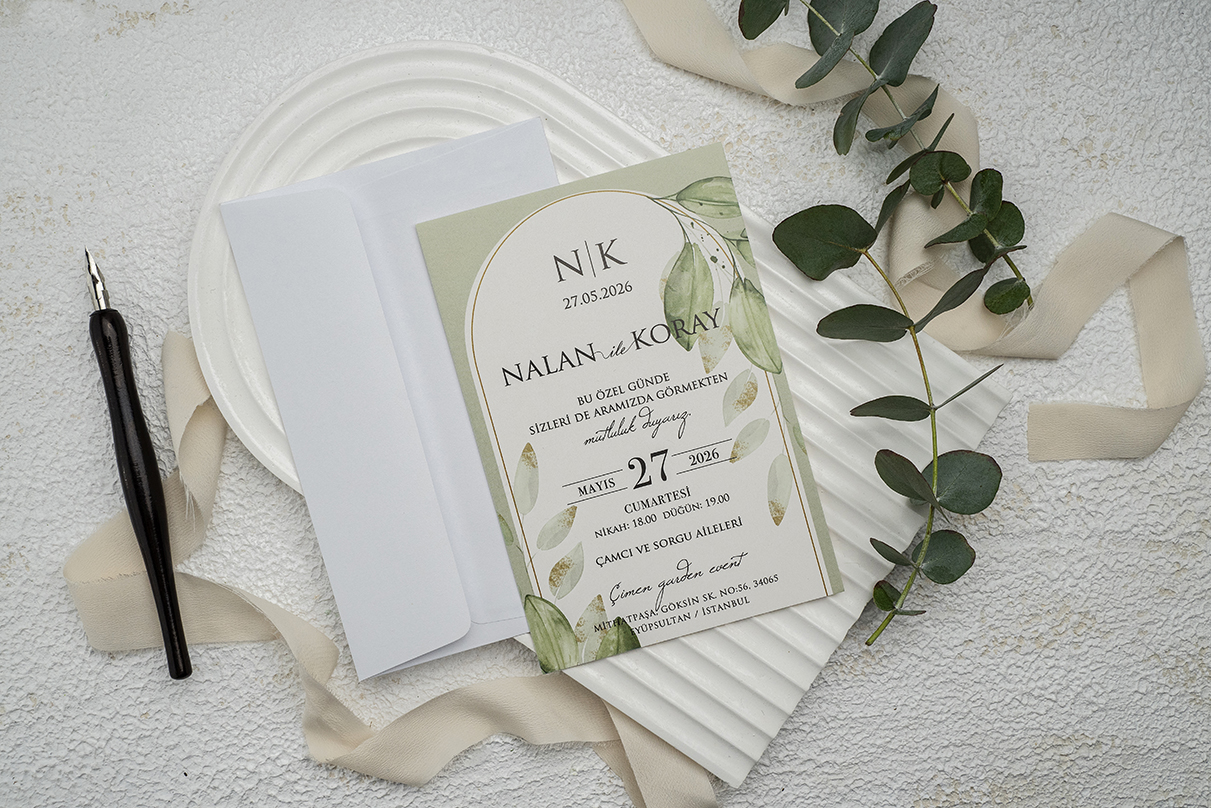 N|K
27.05.2026
NALAN ile KORAY
BU ÖZEL GÜNDE
SİZLERİ DE ARAMIZDA GÖRMEKTEN
mutluluk duyarız.
MAYIS 27 2026
CUMARTESİ
NİKAH: 18.00 DÜĞÜN: 19.00
ÇAMCI VE SORGU AİLELERİ
Çimen garden event
MİTHATPAŞA-GÖKSİN SK. NO:56, 34065
EYÜPSULTAN / İSTANBUL